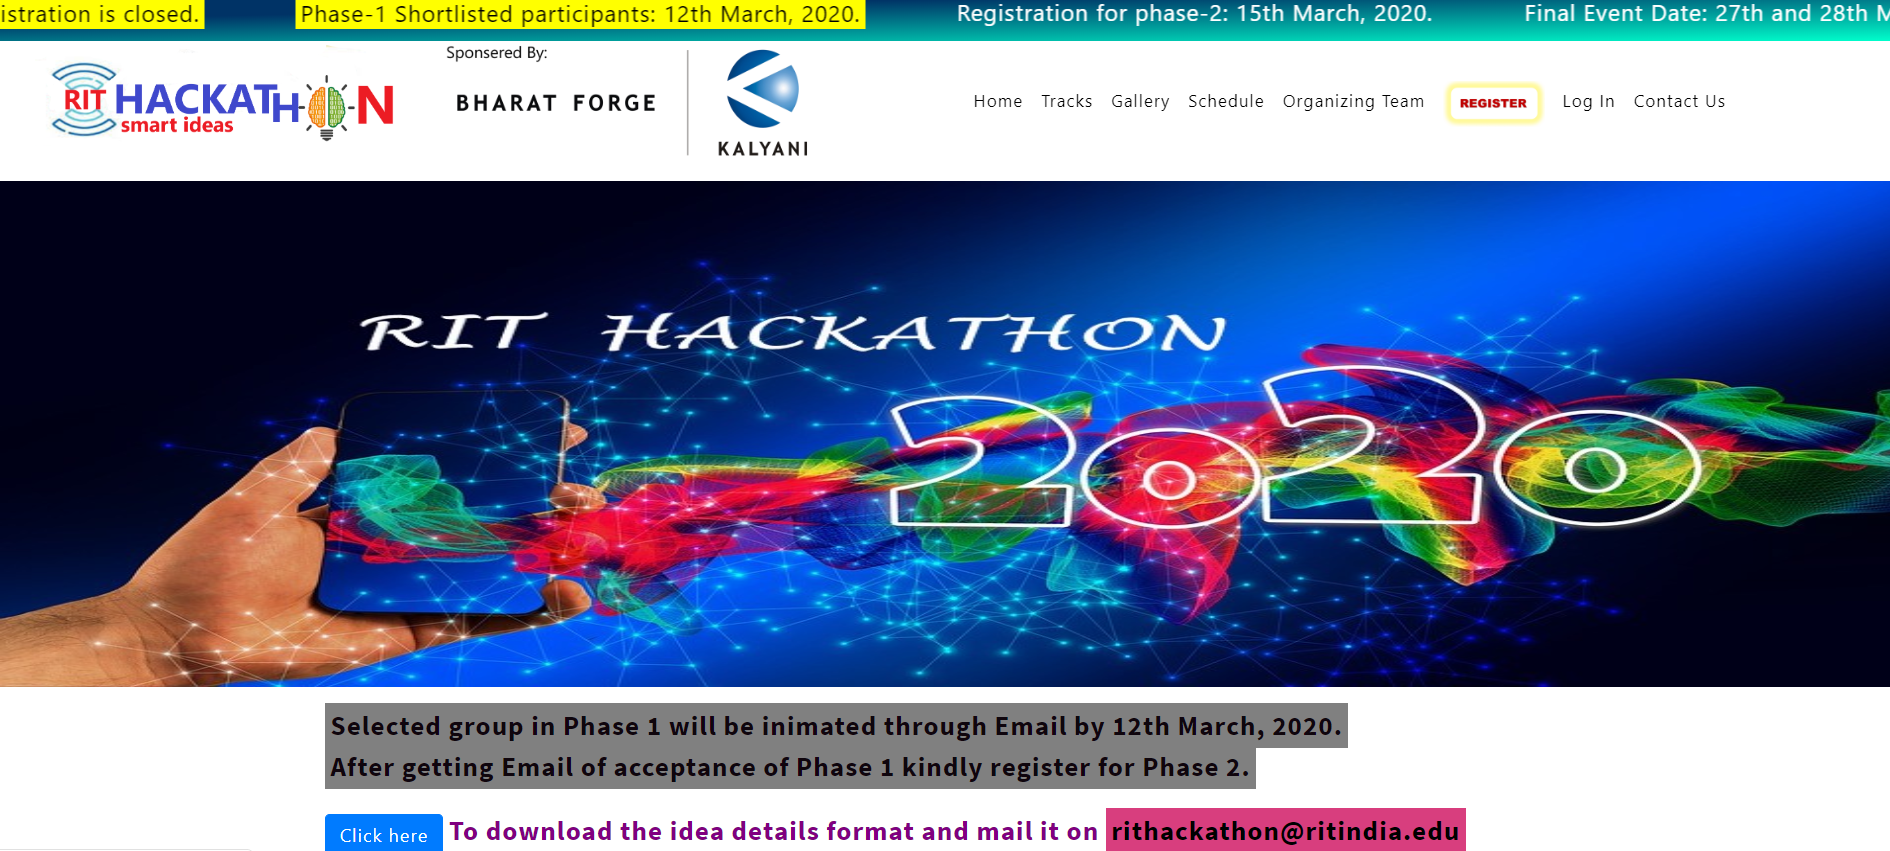 istration is closed. Phase-1 Shortlisted participants: 12th March, 2020. Registration for phase-2: 15th March, 2020. Final Event Date: 27th and 28th M
RIT HACKATHON
smart ideas
Sponsered By:
BHARAT FORGE
KALYANI
Home Tracks Gallery Schedule Organizing Team REGISTER Log In Contact Us
RIT HACKATHON
2020
Selected group in Phase 1 will be inimated through Email by 12th March, 2020.
After getting Email of acceptance of Phase 1 kindly register for Phase 2.
Click here To download the idea details format and mail it on rithackathon@ritindia.edu